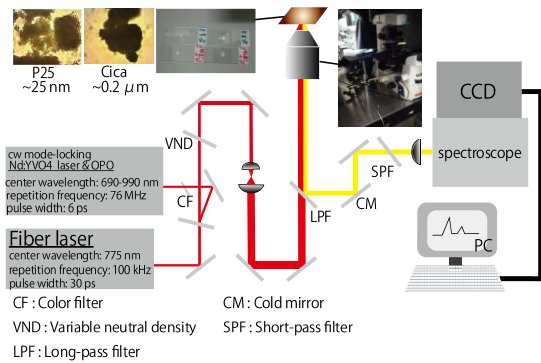 P25
~25 nm
Cica
~0.2 μm
CCD
spectroscope
VND
SPF
CM
LPF
CF
cw mode-locking
Nd:YVO4 laser & OPO
center wavelength: 690-990 nm
repetition frequency: 76 MHz
pulse width: 6 ps
Fiber laser
center wavelength: 775 nm
repetition frequency: 100 kHz
pulse width: 30 ps
PC
CF : Color filter
VND : Variable neutral density
LPF : Long-pass filter
CM : Cold mirror
SPF : Short-pass filter